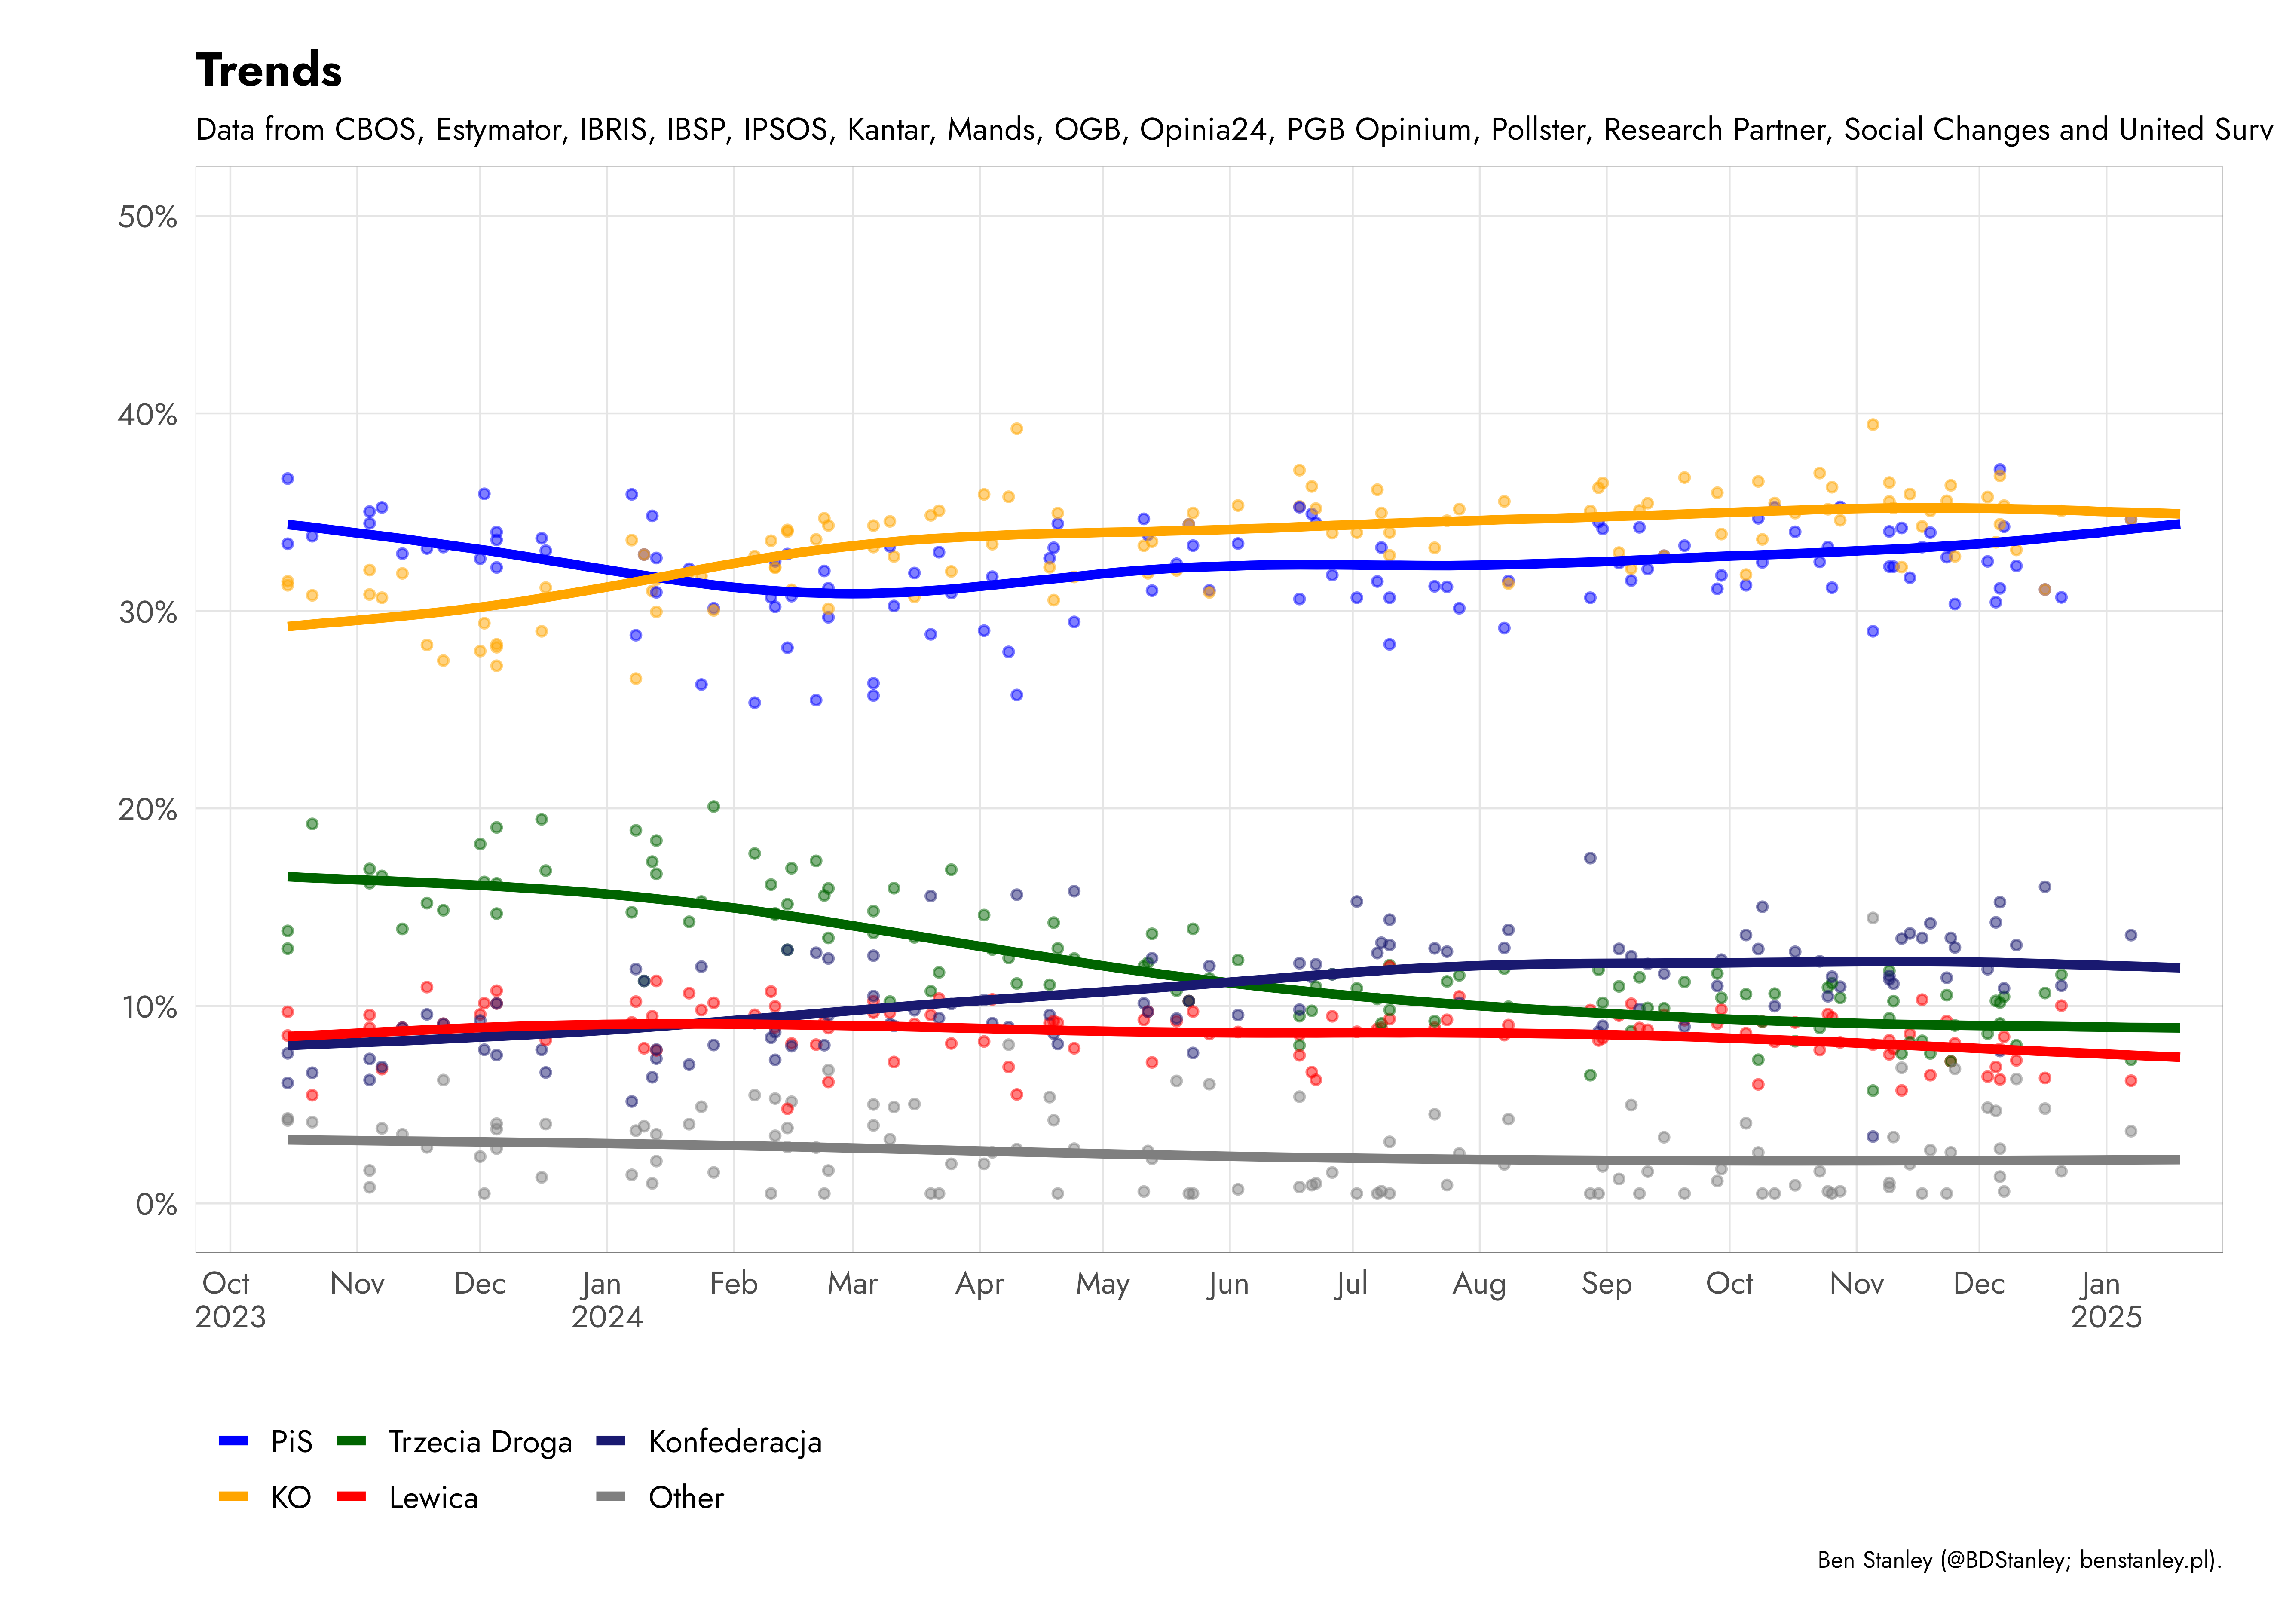 Trends
Data from CBOS, Estymator, IBRIS, IBSP, IPSOS, Kantar, Mands, OGB, Opinia24, PGB Opinium, Pollster, Research Partner, Social Changes and United Surv
50%
40%
30%
20%
10%
0%
Oct Nov Dec Jan Feb Mar Apr May Jun Jul Aug Sep Oct Nov Dec Jan
2023 2024 2025
PiS Trzecia Droga Konfederacja
KO Lewica Other
Ben Stanley (@BDStanley; benstanley.pl).